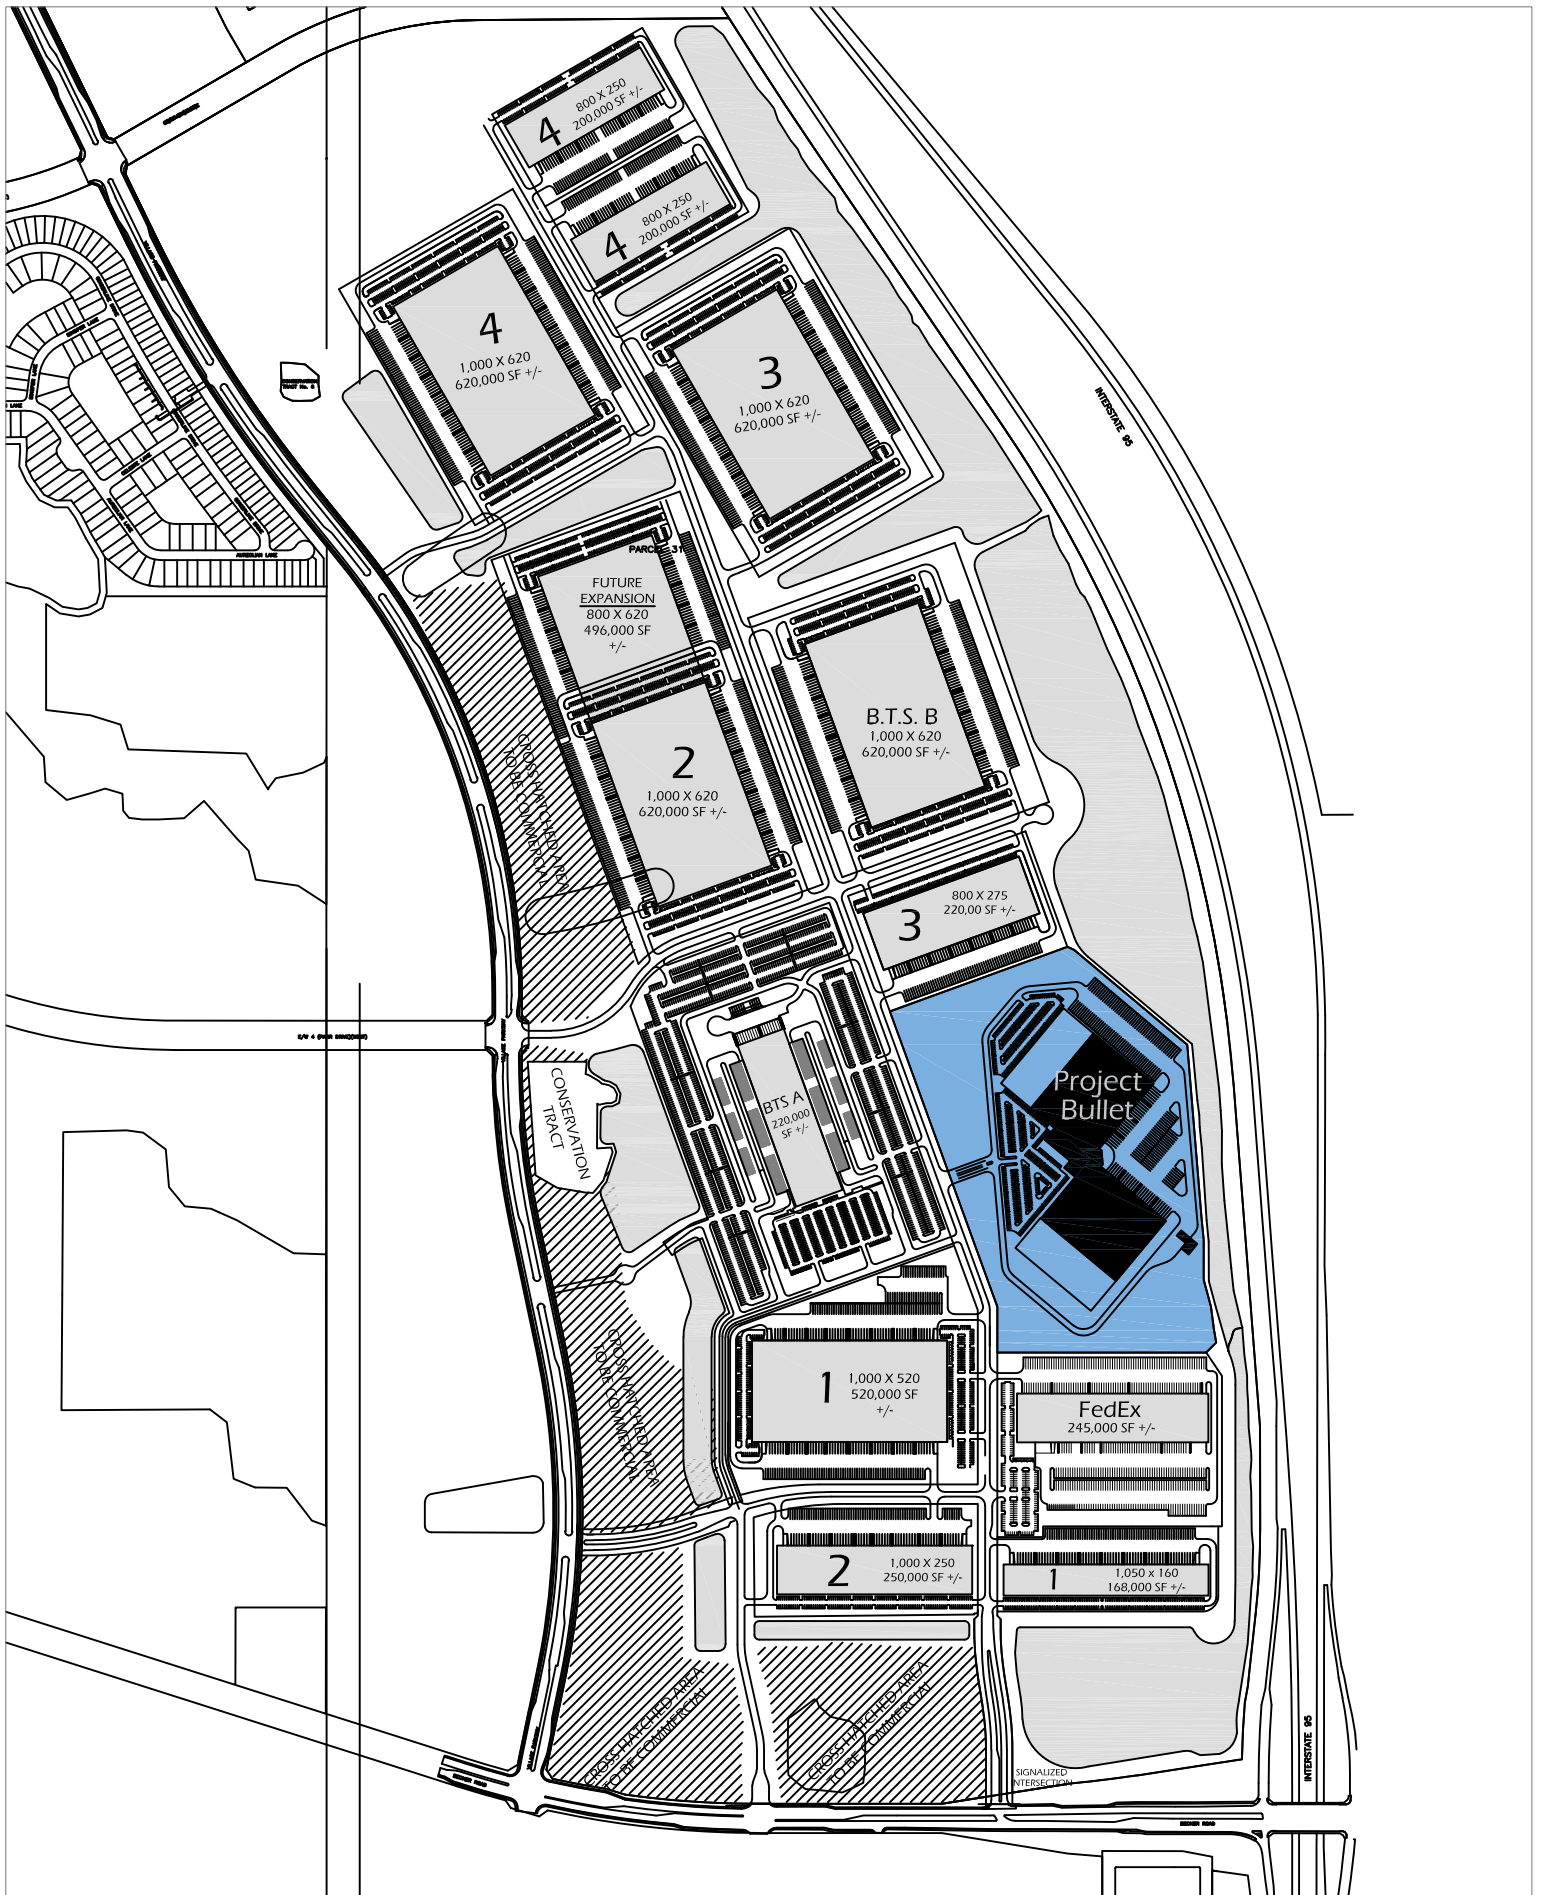 4
800 X 250
200,000 SF +/-
4
800 X 250
200,000 SF +/-
4
1,000 X 620
620,000 SF +/-
3
1,000 X 620
620,000 SF +/-
INTERSTATE 95
AUREOLIAN LANE
FUTURE
EXPANSION
800 X 620
496,000 SF
+/-
B.T.S. B
1,000 X 620
620,000 SF +/-
2
1,000 X 620
620,000 SF +/-
CROSS HATCHED AREA
TO BE COMMERCIAL
3
800 X 275
220,00 SF +/-
Project
Bullet
BTS A
220,000
SF +/-
CONSERVATION
TRACT
CROSS HATCHED AREA
TO BE COMMERCIAL
1
1,000 X 520
520,000 SF
+/-
FedEx
245,000 SF +/-
2
1,000 X 250
250,000 SF +/-
1
1,050 x 160
168,000 SF +/-
CROSS HATCHED AREA
TO BE COMMERCIAL
CROSS HATCHED AREA
TO BE COMMERCIAL
SIGNALIZED
INTERSECTION
INTERSTATE 95
BECKER ROAD
BECKER ROAD